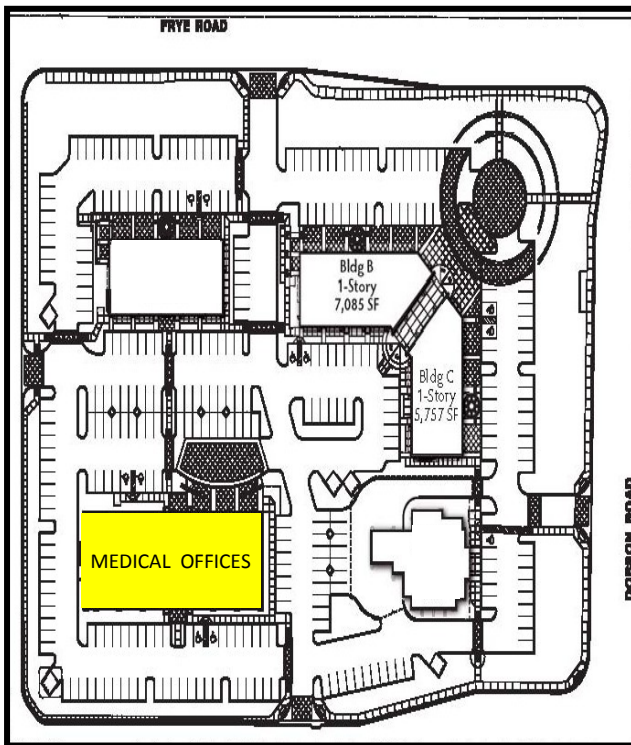 FRYE ROAD
Bldg B
1-Story
7,085 SF
Bldg C
1-Story
5,757 SF
MEDICAL OFFICES
DOBSON ROAD